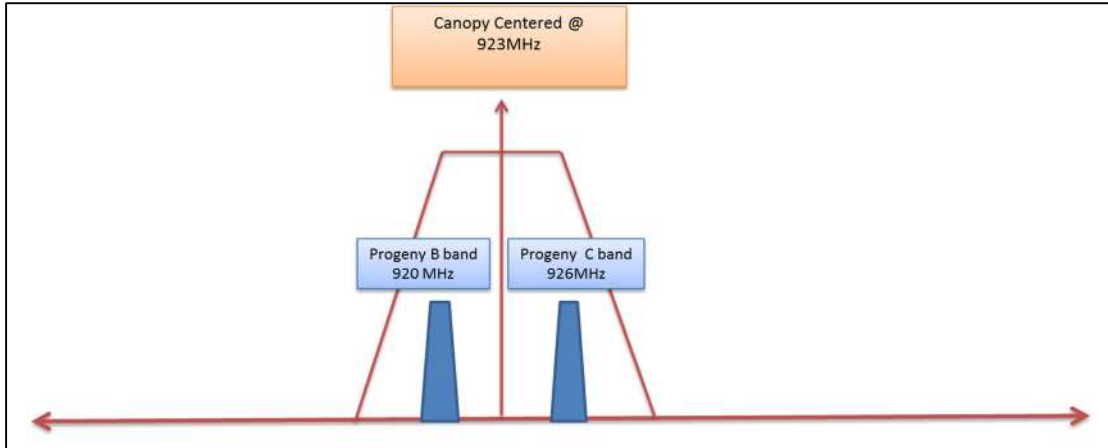 Canopy Centered @
923MHz
Progeny B band
920 MHz
Progeny C band
926MHz